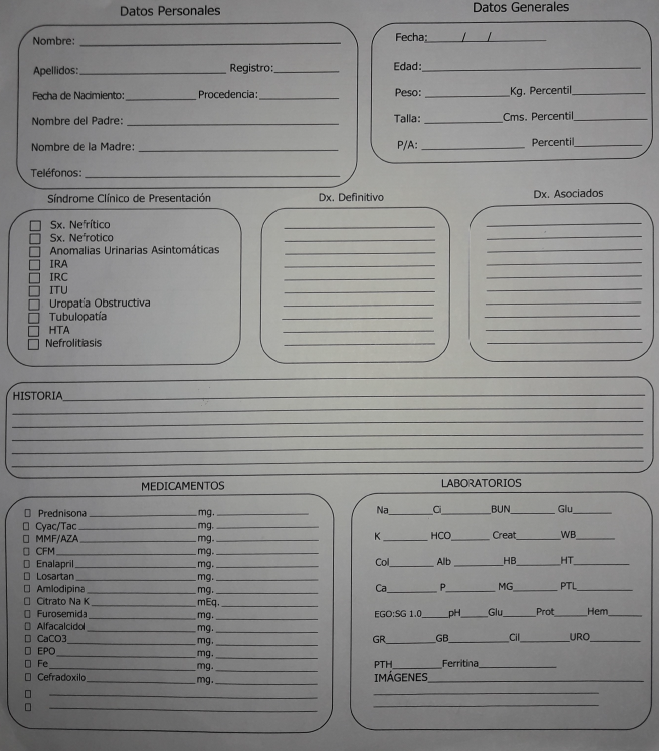 Datos Personales
Nombre:
Apellidos: Registro:
Fecha de Nacimiento: Procedencia:
Nombre del Padre:
Nombre de la Madre:
Teléfonos:
Datos Generales
Fecha: / /
Edad:
Peso: Kg. Percentil
Talla: Cms. Percentil
P/A: Percentil
Síndrome Clínico de Presentación
Sx. Nefrítico
Sx. Nefrotico
Anomalias Urinarias Asintomáticas
IRA
IRC
ITU
Uropatía Obstructiva
Tubulopatía
HTA
Nefrolitiasis
Dx. Definitivo
Dx. Asociados
HISTORIA
MEDICAMENTOS
Prednisona mg.
Cyac/Tac mg.
MMF/AZA mg.
CFM mg.
Enalapril mg.
Losartan mg.
Amlodipina mg.
Citrato Na K mEq.
Furosemida mg.
Alfacalcidol mg.
CaCO3 mg.
EPO mg.
Fe mg.
Cefradoxilo mg.
LABORATORIOS
Na Cl BUN Glu
K HCO Creat WB
Col Alb HB HT
Ca P MG PTL
EGO:SG 1.0 pH Glu Prot Hem
GR GB Cil URO
PTH Ferritina
IMÁGENES